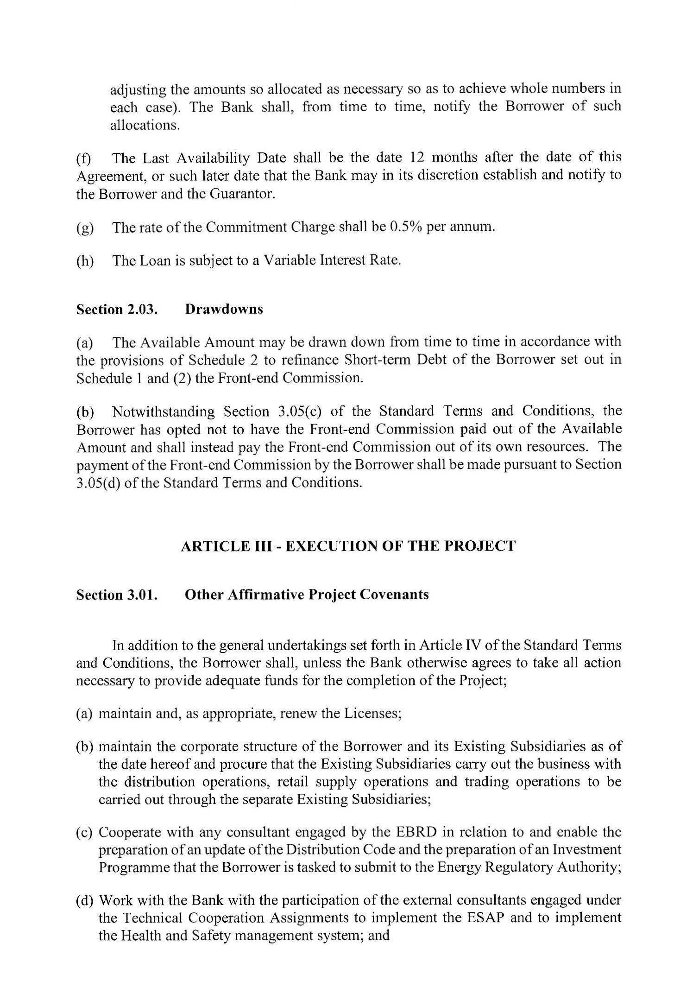 adjusting the amounts so allocated as necessary so as to achieve whole numbers in
each case). The Bank shall, from time to time, notify the Borrower of such
allocations.
(f) The Last Availability Date shall be the date 12 months after the date of this
Agreement, or such later date that the Bank may in its discretion establish and notify to
the Borrower and the Guarantor.
(g) The rate of the Commitment Charge shall be 0.5% per annum.
(h) The Loan is subject to a Variable Interest Rate.
Section 2.03. Drawdowns
(a) The Available Amount may be drawn down from time to time in accordance with
the provisions of Schedule 2 to refinance Short-term Debt of the Borrower set out in
Schedule 1 and (2) the Front-end Commission.
(b) Notwithstanding Section 3.05(c) of the Standard Terms and Conditions, the
Borrower has opted not to have the Front-end Commission paid out of the Available
Amount and shall instead pay the Front-end Commission out of its own resources. The
payment of the Front-end Commission by the Borrower shall be made pursuant to Section
3.05(d) of the Standard Terms and Conditions.
ARTICLE III - EXECUTION OF THE PROJECT
Section 3.01. Other Affirmative Project Covenants
In addition to the general undertakings set forth in Article IV of the Standard Terms
and Conditions, the Borrower shall, unless the Bank otherwise agrees to take all action
necessary to provide adequate funds for the completion of the Project;
(a) maintain and, as appropriate, renew the Licenses;
(b) maintain the corporate structure of the Borrower and its Existing Subsidiaries as of
the date hereof and procure that the Existing Subsidiaries carry out the business with
the distribution operations, retail supply operations and trading operations to be
carried out through the separate Existing Subsidiaries;
(c) Cooperate with any consultant engaged by the EBRD in relation to and enable the
preparation of an update of the Distribution Code and the preparation of an Investment
Programme that the Borrower is tasked to submit to the Energy Regulatory Authority;
(d) Work with the Bank with the participation of the external consultants engaged under
the Technical Cooperation Assignments to implement the ESAP and to implement
the Health and Safety management system; and